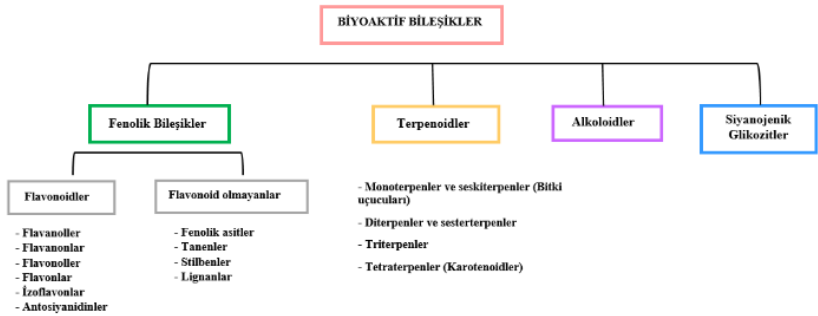 BİYOAKTİF BİLEŞİKLER
Fenolik Bileşikler
Terpenoidler
Alkoloidler
Siyanojenik
Glikozitler
Flavonoidler
Flavonoid olmayanlar
- Flavanoller
- Flavanonlar
- Flavonoller
- Flavonlar
- İzoflavonlar
- Antosiyanidinler
- Fenolik asitler
- Tanenler
- Stilbenler
- Lignanlar
- Monoterpenler ve seskiterpenler (Bitki
uçucuları)
- Diterpenler ve sesterterpenler
- Triterpenler
- Tetraterpenler (Karotenoidler)